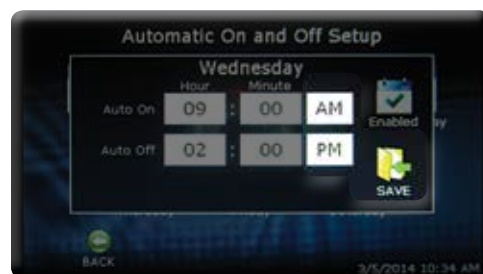 Automatic On and Off Setup
Wednesday
Hour Minute
Auto On 09 : 00 AM
Enabled ay
Auto Off 02 : 00 PM
SAVE
BACK
3/5/2014 10:34 AM